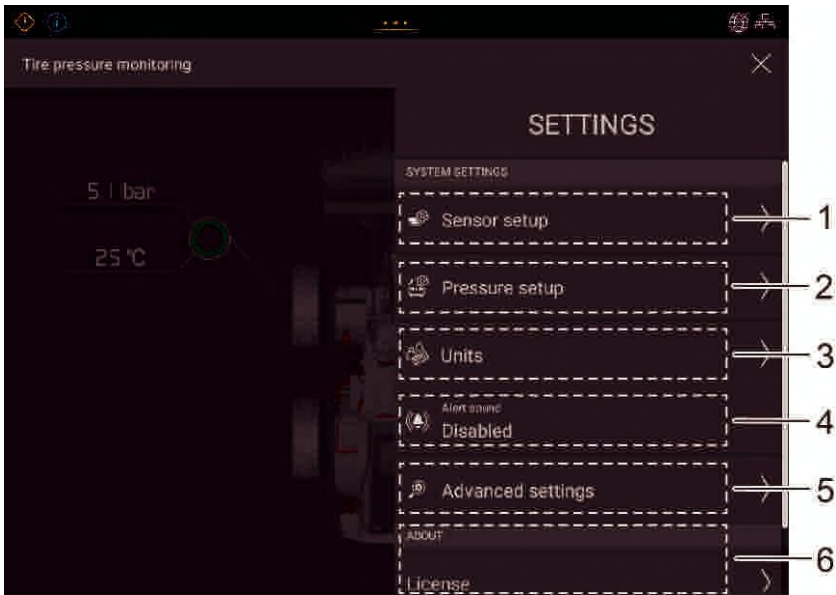 Tire pressure monitoring
SETTINGS
SYSTEM SETTINGS
5.1 bar
25 °C
Sensor setup
1
Pressure setup
2
Units
3
Alert sound
Disabled
4
Advanced settings
5
ABOUT
License
6